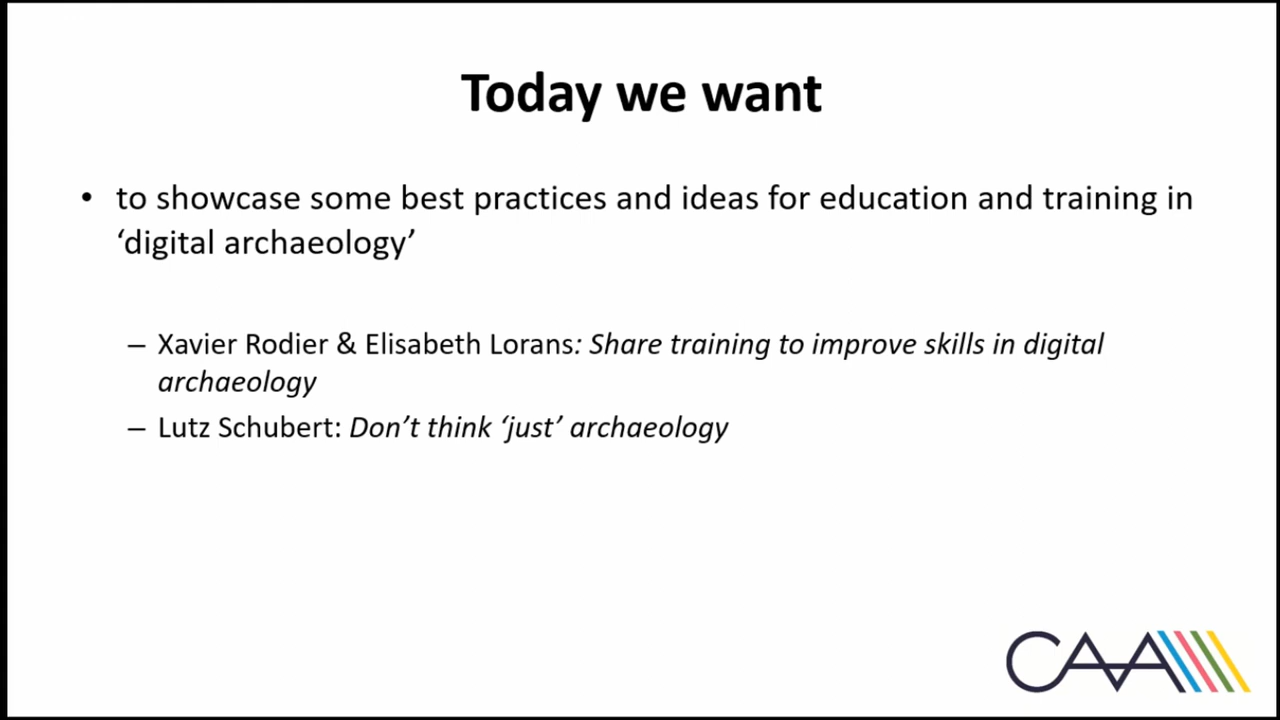 Today we want
• to showcase some best practices and ideas for education and training in
‘digital archaeology’
– Xavier Rodier & Elisabeth Lorans: Share training to improve skills in digital
archaeology
– Lutz Schubert: Don’t think ‘just’ archaeology
CAA